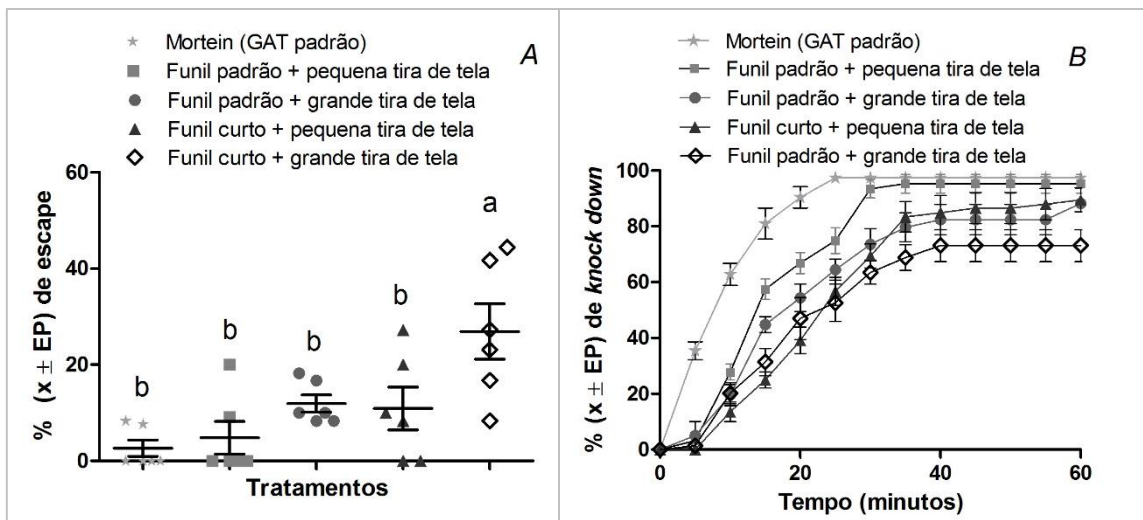 Mortein (GAT padrão)
A
Funil padrão + pequena tira de tela
Funil padrão + grande tira de tela
Funil curto + pequena tira de tela
Funil curto + grande tira de tela
% (x ± EP) de escape
60
40
20
0
b
b
b
b
a
Tratamentos
Mortein (GAT padrão)
B
Funil padrão + pequena tira de tela
Funil padrão + grande tira de tela
Funil curto + pequena tira de tela
Funil padrão + grande tira de tela
% (x ± EP) de knock down
100
80
60
40
20
0
0 20 40 60
Tempo (minutos)